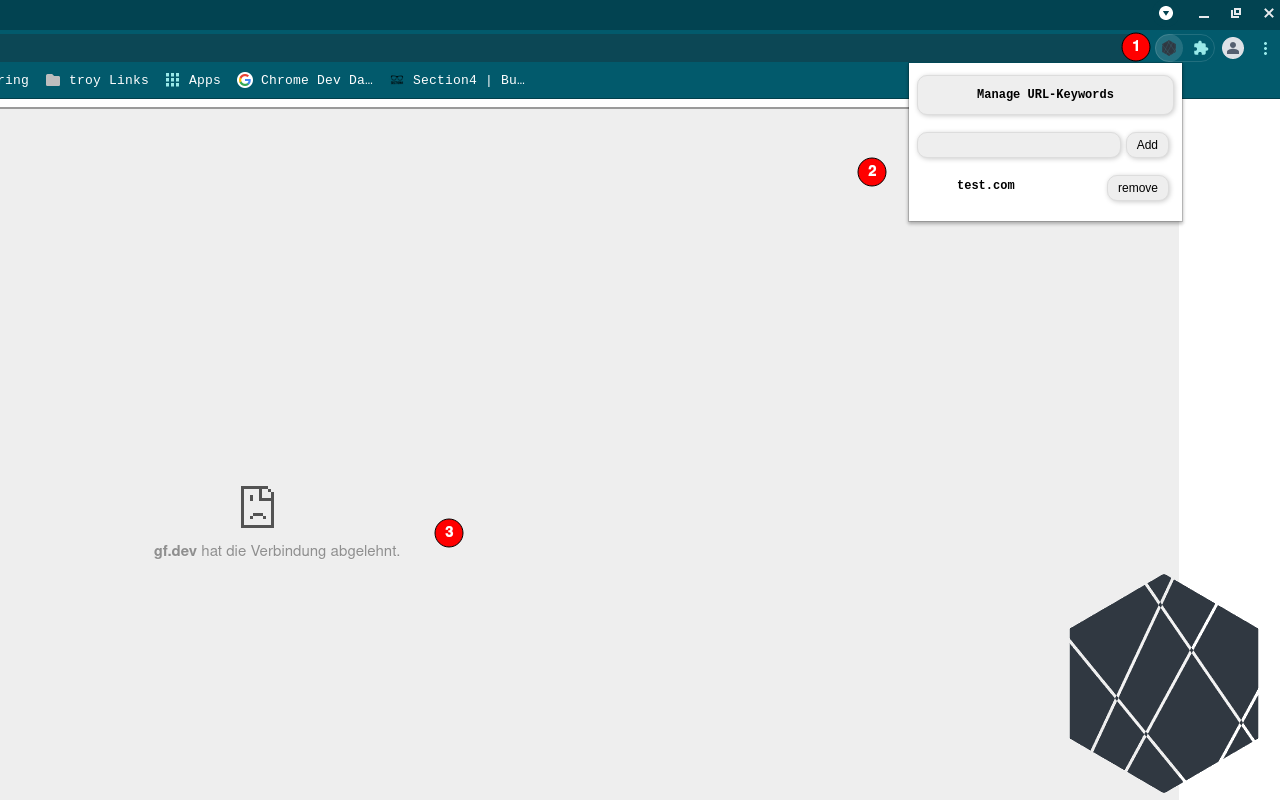 1
ring troy Links Apps Chrome Dev Da… Section4 | Bu…
Manage URL-Keywords
Add
2
test.com remove
3
gf.dev hat die Verbindung abgelehnt.